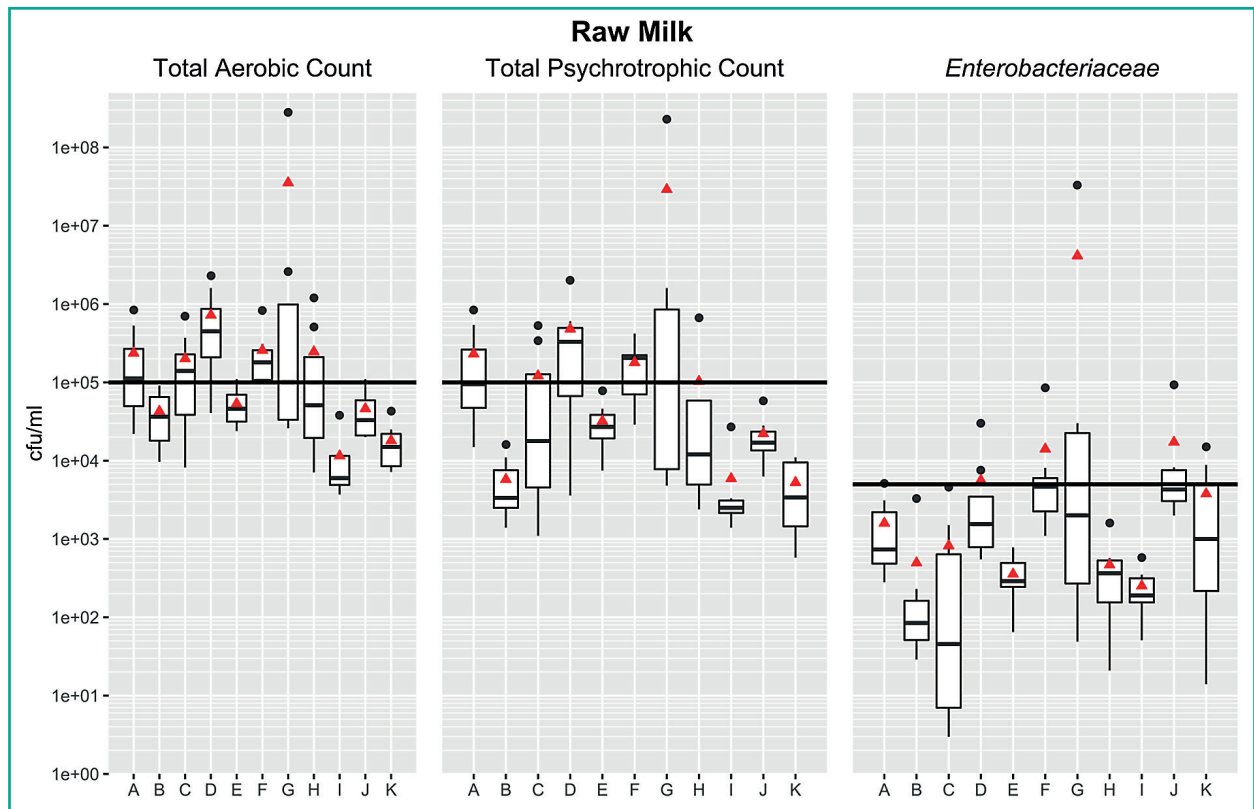 Raw Milk
Total Aerobic Count
Total Psychrotrophic Count
Enterobacteriaceae
cfu/ml
1e+08
1e+07
1e+06
1e+05
1e+04
1e+03
1e+02
1e+01
1e+00
A B C D E F G H I J K
A B C D E F G H I J K
A B C D E F G H I J K